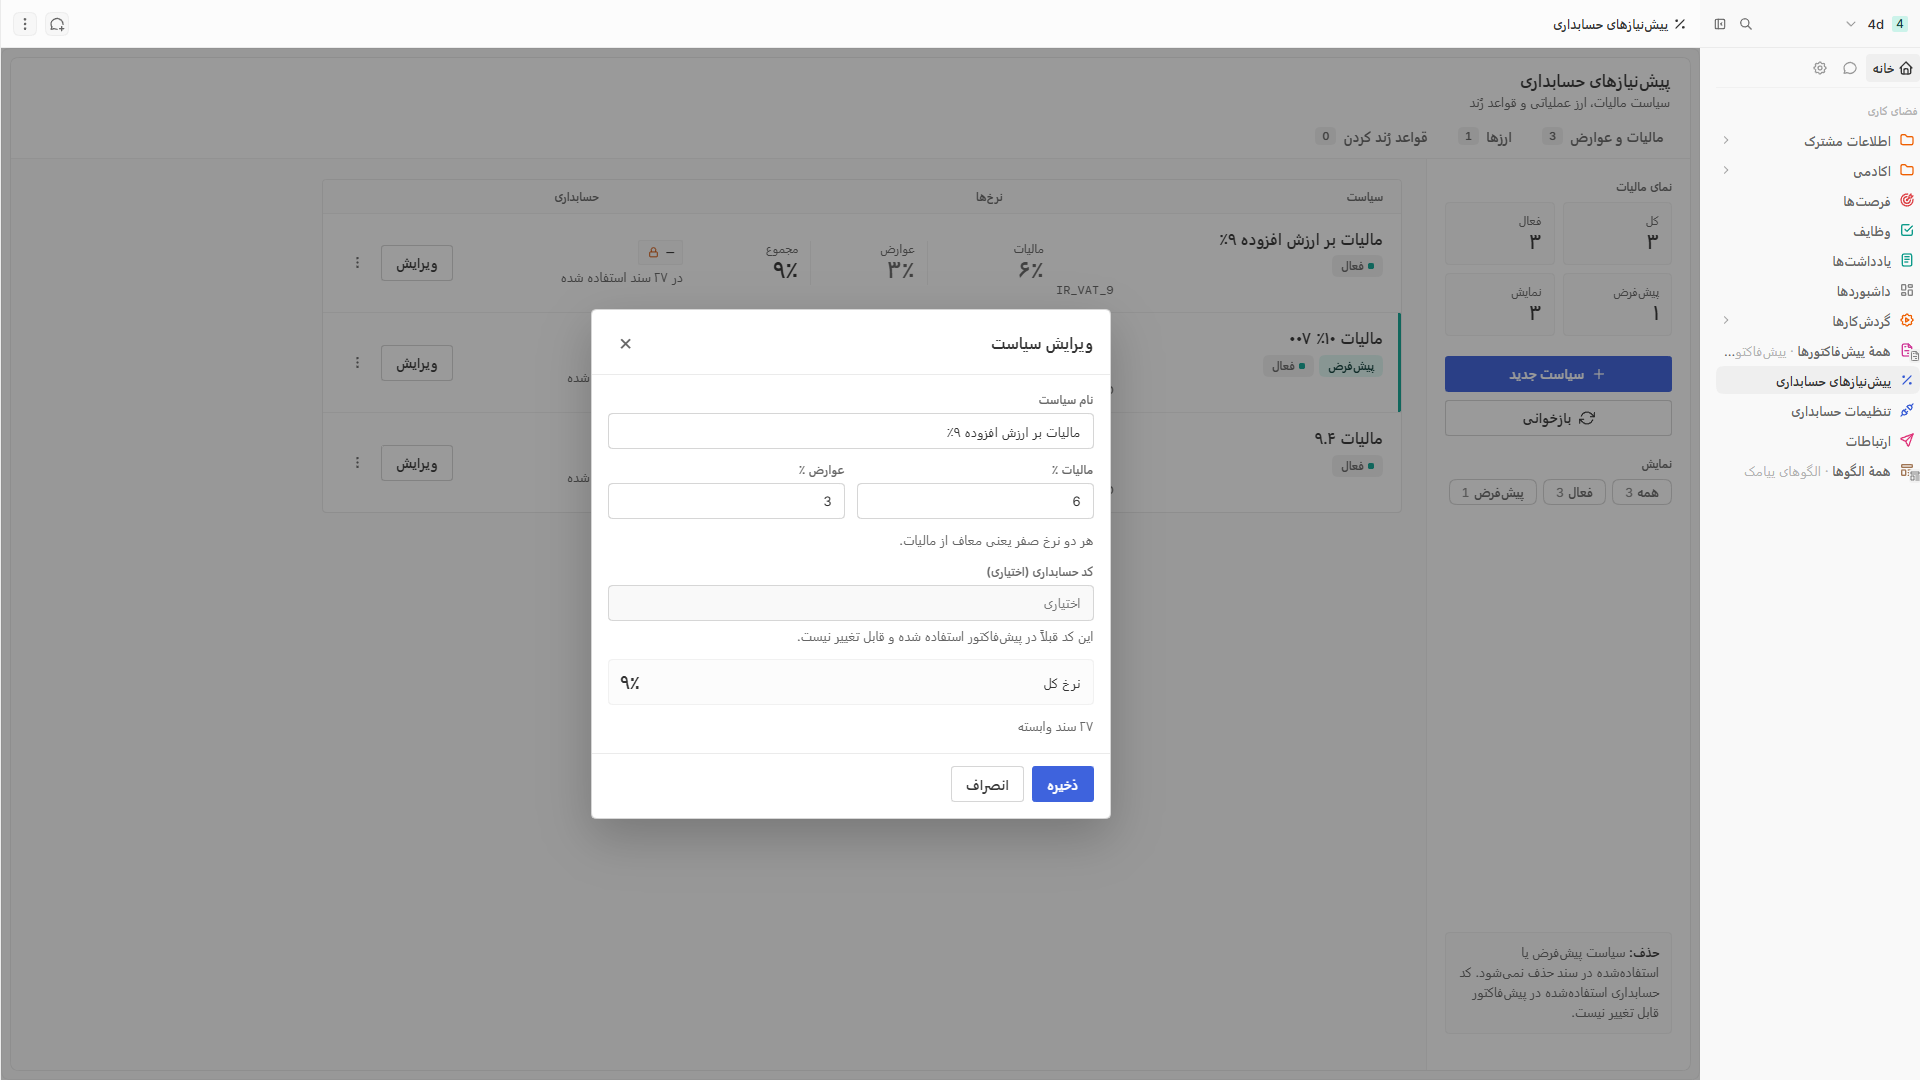 4 4d
پیش‌نیازهای حسابداری
خانه
فضای کاری
اطلاعات مشترک
اکادمی
فرصت‌ها
وظایف
یادداشت‌ها
داشبوردها
گردش‌کارها
همهٔ پیش‌فاکتورها · پیش‌فاکتو...
پیش‌نیازهای حسابداری
تنظیمات حسابداری
ارتباطات
همهٔ الگوها · الگوهای پیامک
پیش‌نیازهای حسابداری
سیاست مالیات، ارز عملیاتی و قواعد رُند
مالیات و عوارض 3
ارزها 1
قواعد رُند کردن 0
نمای مالیات
کل
۳
فعال
۳
پیش‌فرض
۱
نمایش
۳
سیاست جدید
بازخوانی
نمایش
همه 3
فعال 3
پیش‌فرض 1
حذف: سیاست پیش‌فرض یا
استفاده‌شده در سند حذف نمی‌شود. کد
حسابداری استفاده‌شده در پیش‌فاکتور
قابل تغییر نیست.
سیاست
نرخ‌ها
حسابداری
مالیات بر ارزش افزوده ۹٪
فعال
مالیات
۶٪
عوارض
۳٪
مجموع
۹٪
IR_VAT_9
–
در ۲۷ سند استفاده شده
ویرایش
مالیات ۱۰٪ ۰۰۷
پیش‌فرض
فعال
شده
ویرایش
مالیات ۹.۴
فعال
شده
ویرایش
ویرایش سیاست
نام سیاست
مالیات بر ارزش افزوده ۹٪
مالیات ٪
6
عوارض ٪
3
هر دو نرخ صفر یعنی معاف از مالیات.
کد حسابداری (اختیاری)
اختیاری
این کد قبلاً در پیش‌فاکتور استفاده شده و قابل تغییر نیست.
نرخ کل
۹٪
۲۷ سند وابسته
ذخیره
انصراف